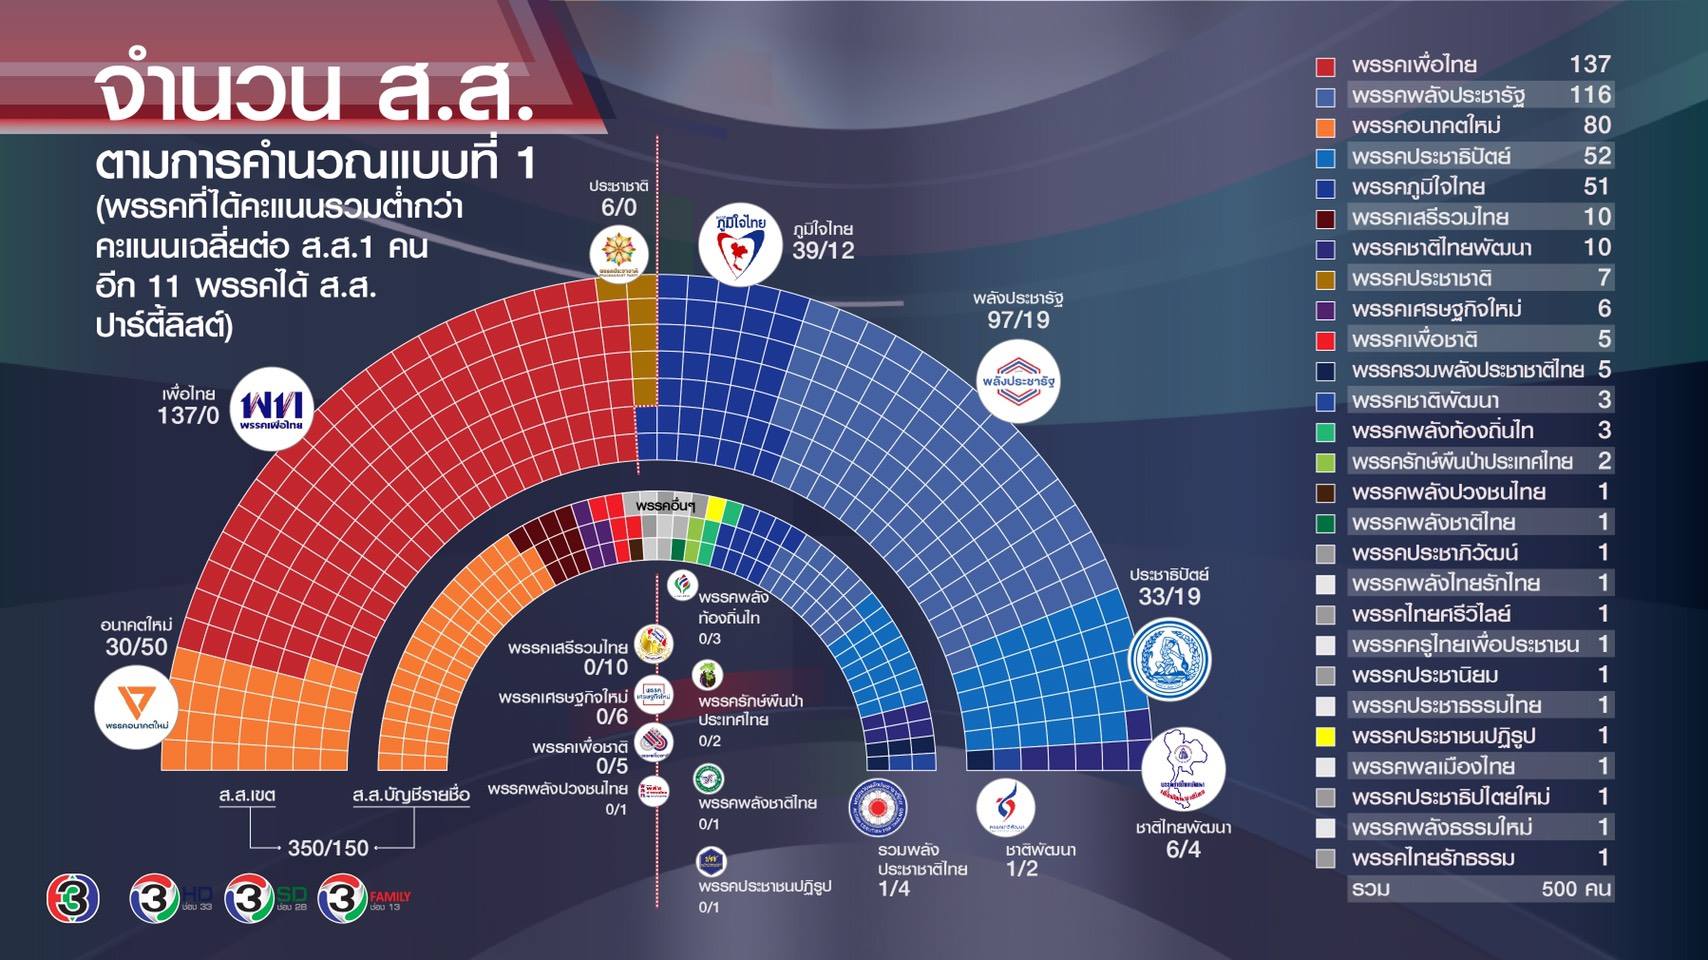 จำนวน ส.ส.
ตามการคำนวณแบบที่ 1
(พรรคที่ได้คะแนนรวมต่ำกว่า
คะแนนเฉลี่ยต่อ ส.ส.1 คน
อีก 11 พรรคได้ ส.ส.
ปาร์ตี้ลิสต์)
ประชาชาติ
6/0
ภูมิใจไทย
ภูมิใจไทย
39/12
พลังประชารัฐ
97/19
พลังประชารัฐ
เพื่อไทย
137/0
พท
พรรคเพื่อไทย
อนาคตใหม่
30/50
พรรคอนาคตใหม่
ประชาธิปัตย์
33/19
พรรคอื่นๆ
พรรคพลัง
ท้องถิ่นไท
0/3
พรรคเสรีรวมไทย
0/10
พรรครักษ์ผืนป่า
ประเทศไทย
0/2
พรรคเศรษฐกิจใหม่
0/6
พรรคเพื่อชาติ
0/5
พรรคพลังชาติไทย
0/1
พรรคพลังปวงชนไทย
0/1
พรรคประชาชนปฏิรูป
0/1
รวมพลัง
ประชาชาติไทย
1/4
ชาติพัฒนา
1/2
ชาติไทยพัฒนา
6/4
ส.ส.เขต
ส.ส.บัญชีรายชื่อ
350/150
3
3 HD ช่อง 33
3 SD ช่อง 28
3 FAMILY ช่อง 13
พรรคเพื่อไทย 137
พรรคพลังประชารัฐ 116
พรรคอนาคตใหม่ 80
พรรคประชาธิปัตย์ 52
พรรคภูมิใจไทย 51
พรรคเสรีรวมไทย 10
พรรคชาติไทยพัฒนา 10
พรรคประชาชาติ 7
พรรคเศรษฐกิจใหม่ 6
พรรคเพื่อชาติ 5
พรรครวมพลังประชาชาติไทย 5
พรรคชาติพัฒนา 3
พรรคพลังท้องถิ่นไท 3
พรรครักษ์ผืนป่าประเทศไทย 2
พรรคพลังปวงชนไทย 1
พรรคพลังชาติไทย 1
พรรคประชาภิวัฒน์ 1
พรรคพลังไทยรักไทย 1
พรรคไทยศรีวิไลย์ 1
พรรคครูไทยเพื่อประชาชน 1
พรรคประชานิยม 1
พรรคประชาธรรมไทย 1
พรรคประชาชนปฏิรูป 1
พรรคพลเมืองไทย 1
พรรคประชาธิปไตยใหม่ 1
พรรคพลังธรรมใหม่ 1
พรรคไทยรักธรรม 1
รวม 500 คน